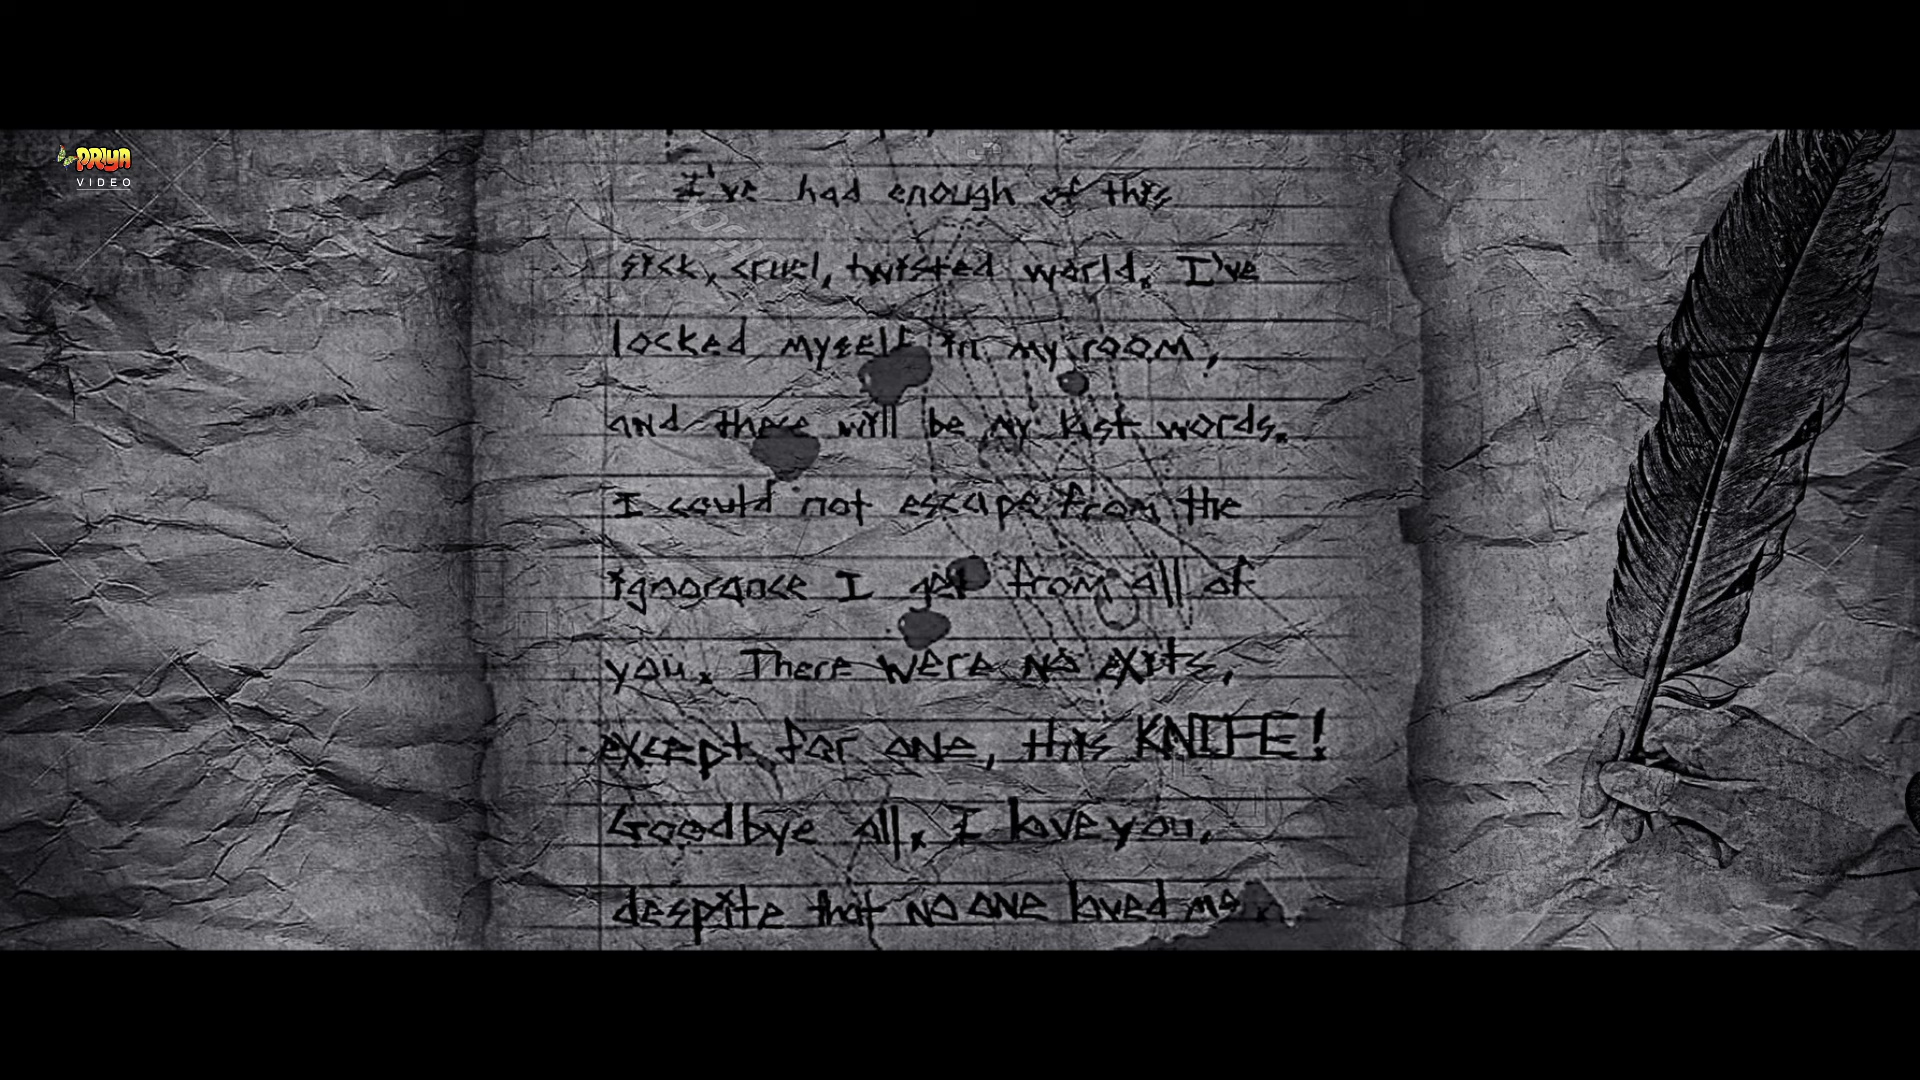 PRIYA
VIDEO
I've had enough of this
sick, cruel, twisted world. I've
locked myself in my room,
and these will be my last words.
I could not escape from the
ignorance I get from all of
you. There were no exits,
except for one, this KNIFE!
Goodbye all. I love you,
despite that no one loved me.